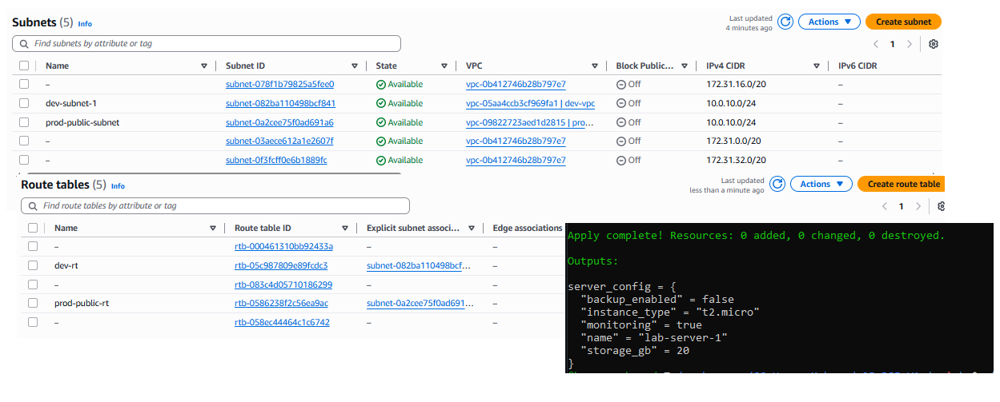 Subnets (5) Info
Last updated
4 minutes ago
Actions
Create subnet
Find subnets by attribute or tag
1
Name Subnet ID State VPC Block Public... IPv4 CIDR IPv6 CIDR
– subnet-078f1b79825a5fee0 Available vpc-0b412746b28b797e7 Off 172.31.16.0/20 –
dev-subnet-1 subnet-082ba110498bcf841 Available vpc-05aa4ccb3cf969fa1 | dev-vpc Off 10.0.10.0/24 –
prod-public-subnet subnet-0a2cee75f0ad691a6 Available vpc-09822723aed1d2815 | pro... Off 10.0.10.0/24 –
– subnet-03aece612a1e2607f Available vpc-0b412746b28b797e7 Off 172.31.0.0/20 –
– subnet-0f3fcff0e6b1889fc Available vpc-0b412746b28b797e7 Off 172.31.32.0/20 –
Route tables (5) Info
Last updated
less than a minute ago
Actions
Create route table
Find route tables by attribute or tag
1
Name Route table ID Explicit subnet associ... Edge associations
– rtb-000461310bb92433a – –
dev-rt rtb-05c987809e89fcdc3 subnet-082ba110498bcf... –
– rtb-083c4d05710186299 – –
prod-public-rt rtb-0586238f2c56ea9ac subnet-0a2cee75f0ad691... –
– rtb-058ec44464c1c6742 – –
Apply complete! Resources: 0 added, 0 changed, 0 destroyed.
Outputs:
server_config = {
"backup_enabled" = false
"instance_type" = "t2.micro"
"monitoring" = true
"name" = "lab-server-1"
"storage_gb" = 20
}